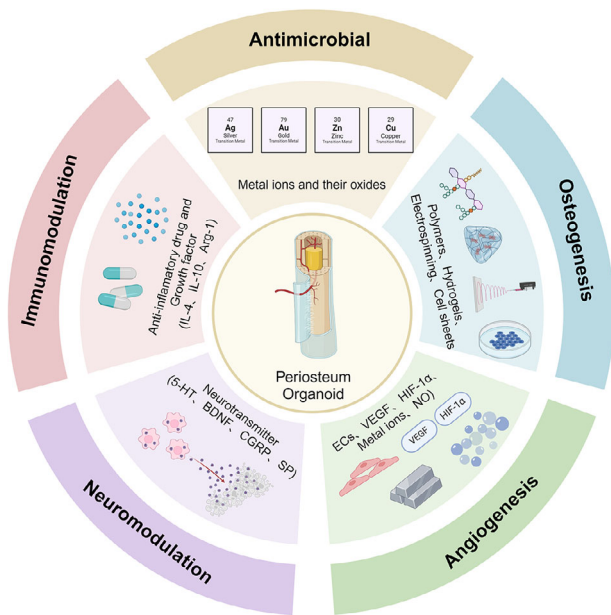 Antimicrobial
47
Ag
Silver
Transition Metal
79
Au
Gold
Transition Metal
30
Zn
Zinc
Transition Metal
29
Cu
Copper
Transition Metal
Metal ions and their oxides
Osteogenesis
Polymers、Hydrogels、
Electrospinning、 Cell sheets
Angiogenesis
ECs、VEGF、HIF-1α、
Metal ions、NO)
VEGF
HIF-1α
Neuromodulation
Neurotransmitter
(5-HT、BDNF、CGRP、SP)
Immunomodulation
Anti-inflamatory drug and
Growth factor
(IL-4、iL-10、Arg-1)
Periosteum
Organoid